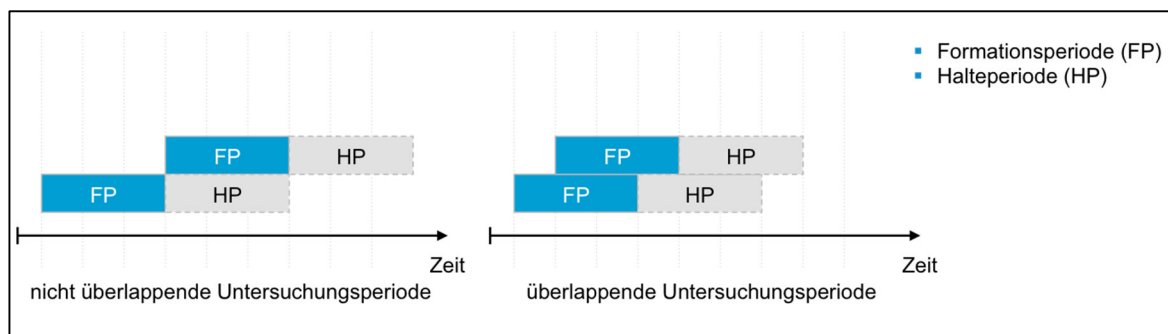 Formationsperiode (FP)
Halteperiode (HP)
FP HP
FP HP
Zeit
nicht überlappende Untersuchungsperiode
FP HP
FP HP
Zeit
überlappende Untersuchungsperiode